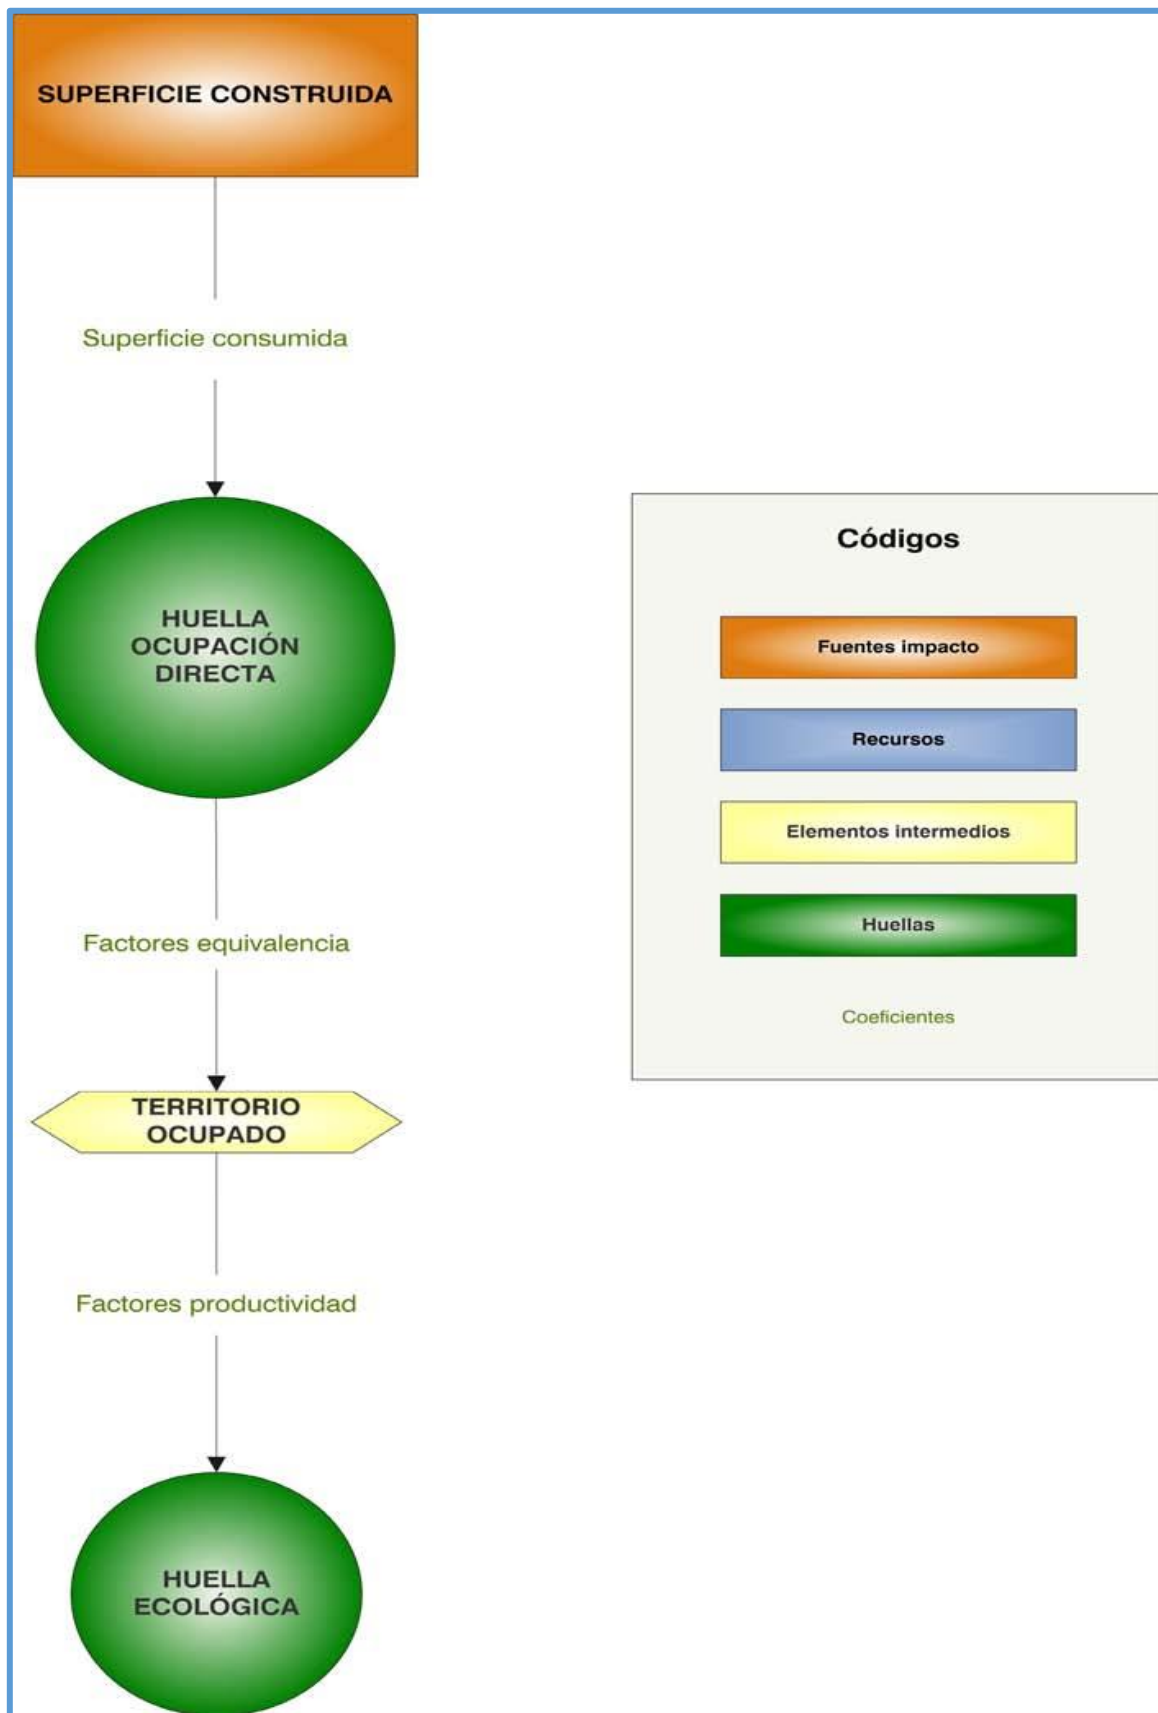 SUPERFICIE CONSTRUIDA
Superficie consumida
HUELLA
OCUPACIÓN
DIRECTA
Factores equivalencia
TERRITORIO
OCUPADO
Factores productividad
HUELLA
ECOLÓGICA
Códigos
Fuentes impacto
Recursos
Elementos intermedios
Huellas
Coeficientes